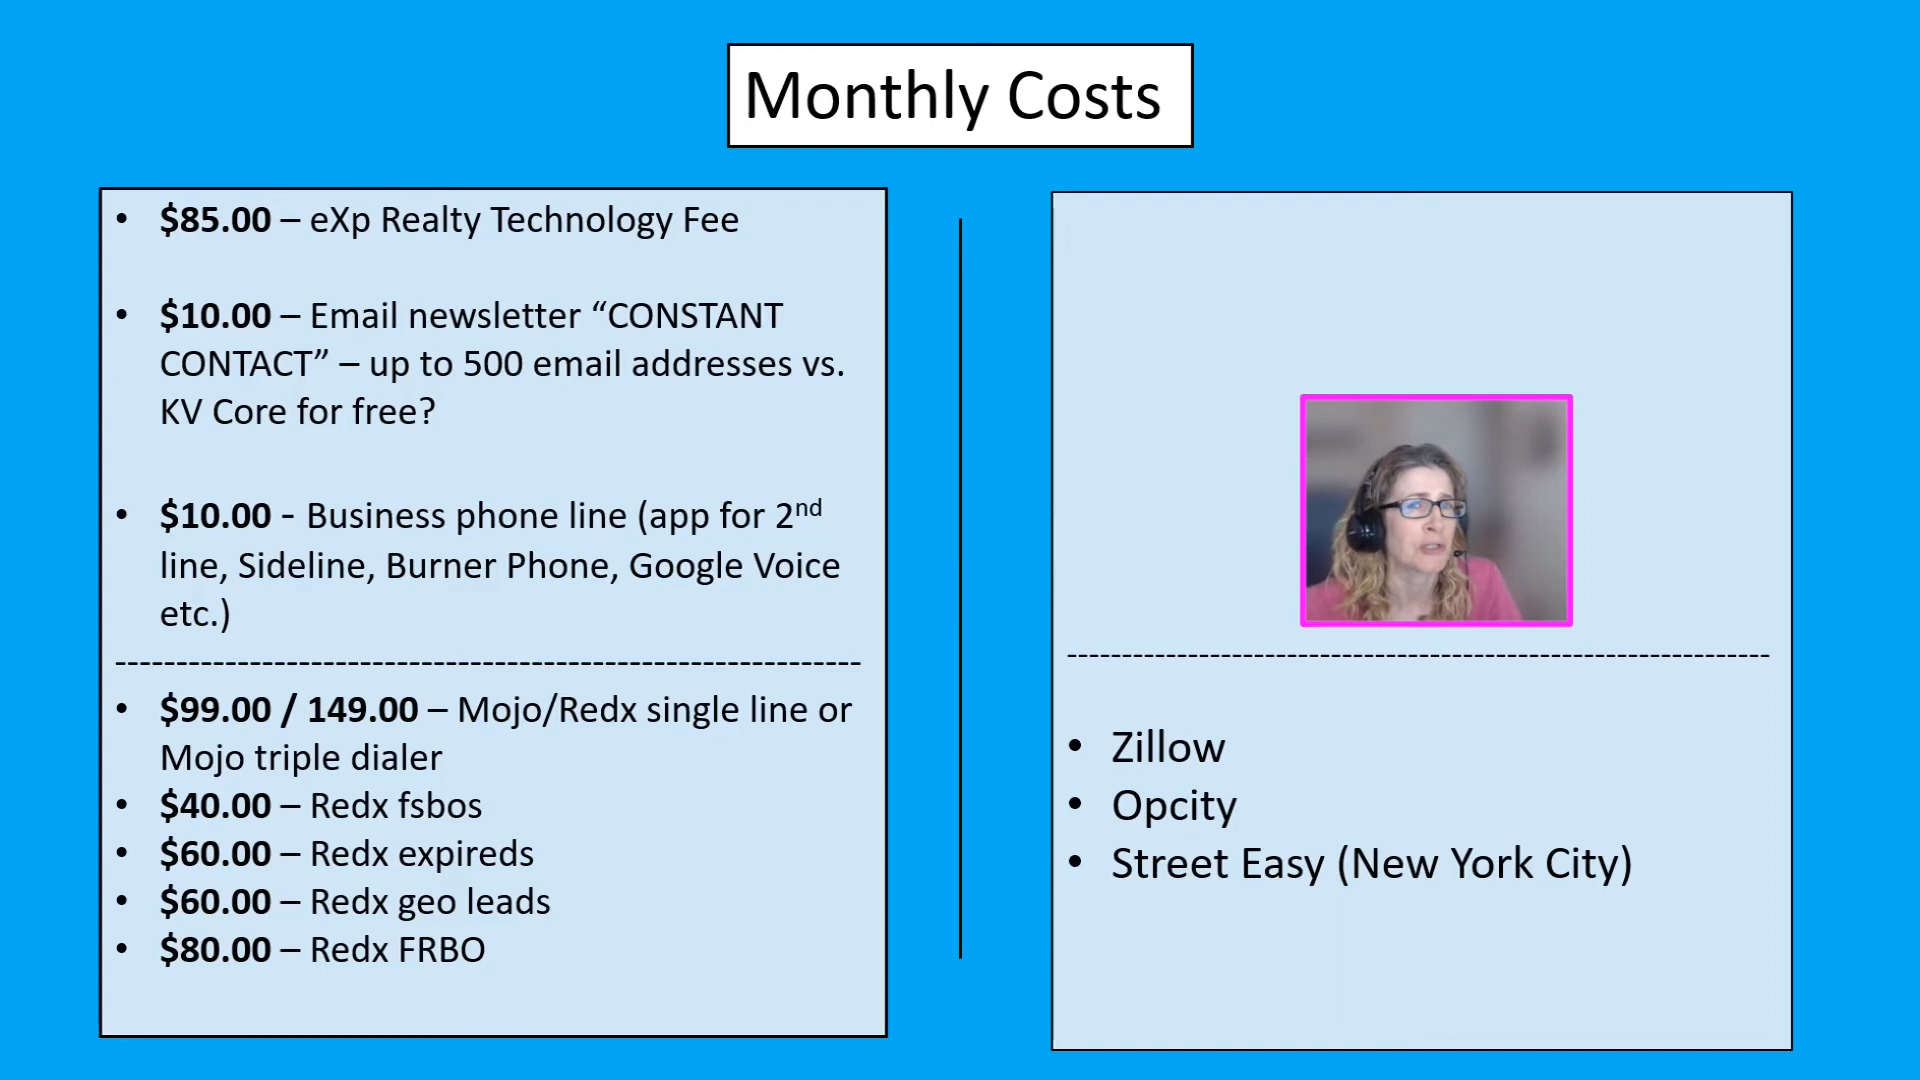 Monthly Costs
• $85.00 – eXp Realty Technology Fee
• $10.00 – Email newsletter “CONSTANT
CONTACT” – up to 500 email addresses vs.
KV Core for free?
• $10.00 - Business phone line (app for 2nd
line, Sideline, Burner Phone, Google Voice
etc.)
-------------------------------------------------------------
• $99.00 / 149.00 – Mojo/Redx single line or
Mojo triple dialer
• $40.00 – Redx fsbos
• $60.00 – Redx expireds
• $60.00 – Redx geo leads
• $80.00 – Redx FRBO
----------------------------------------------------------------
• Zillow
• Opcity
• Street Easy (New York City)